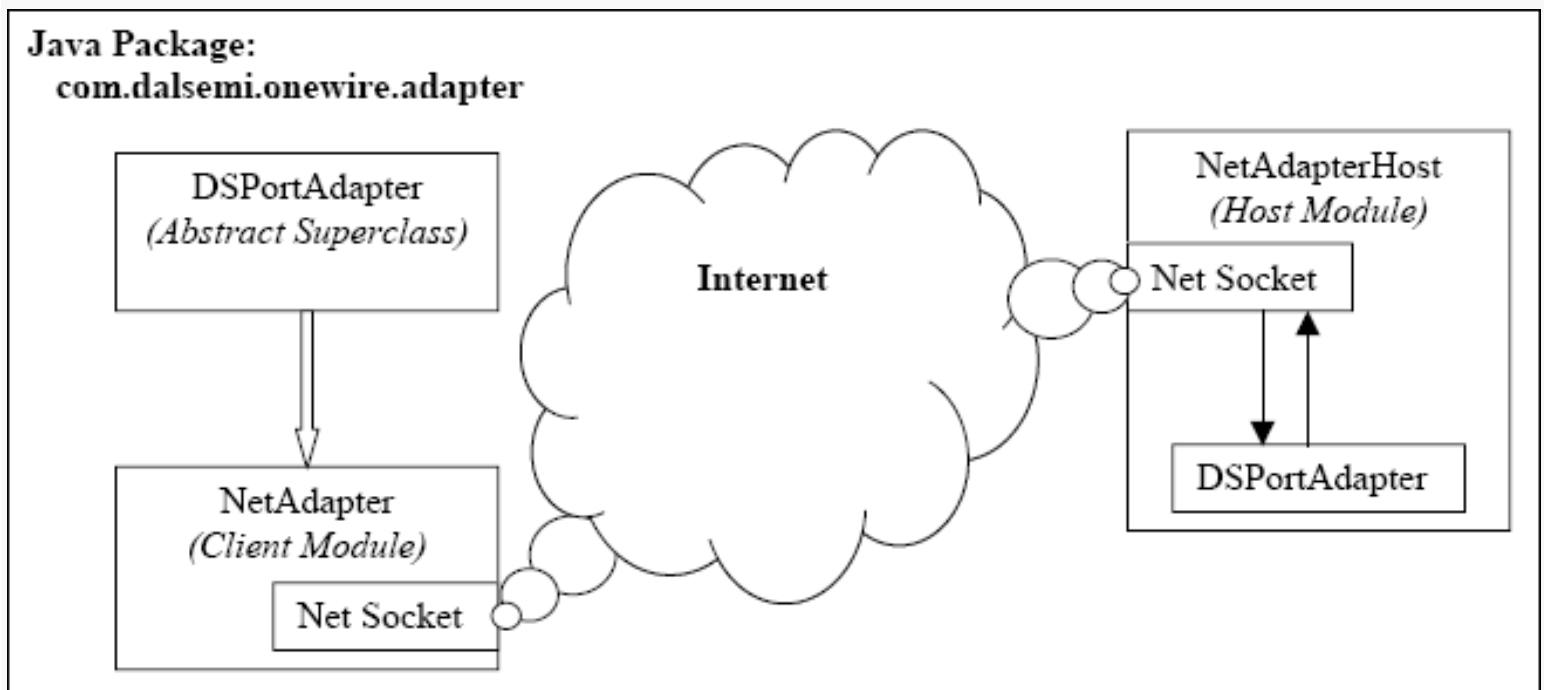 Java Package:
com.dalsemi.onewire.adapter
DSPortAdapter
(Abstract Superclass)
NetAdapter
(Client Module)
Net Socket
Internet
NetAdapterHost
(Host Module)
Net Socket
DSPortAdapter